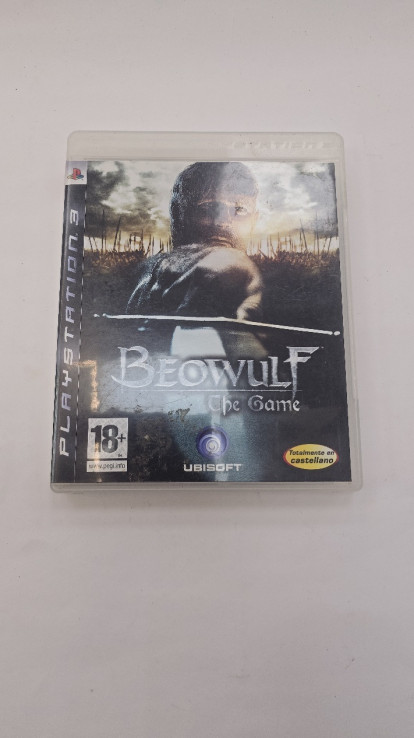 PLAYSTATION 3
BEOWULF
The Game
18+
www.pegi.info
UBISOFT
Totalmente en
castellano